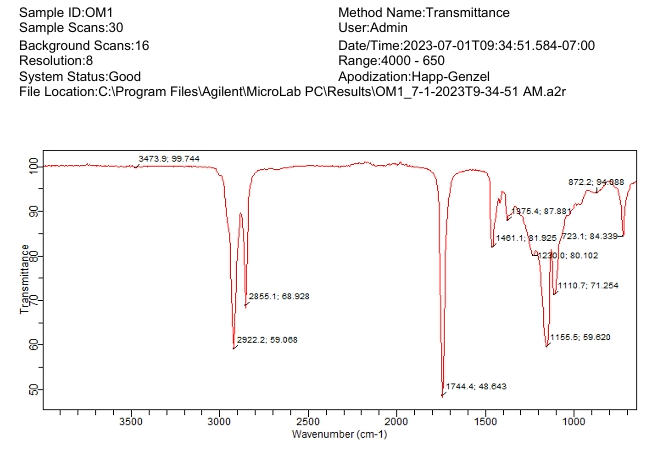 Sample ID:OM1 Method Name:Transmittance
Sample Scans:30 User:Admin
Background Scans:16 Date/Time:2023-07-01T09:34:51.584-07:00
Resolution:8 Range:4000 - 650
System Status:Good Apodization:Happ-Genzel
File Location:C:\Program Files\Agilent\MicroLab PC\Results\OM1_7-1-2023T9-34-51 AM.a2r
3473.9; 99.744
872.2; 94.088
1375.4; 87.881
1461.1; 81.925
723.1; 84.339
1230.0; 80.102
2855.1; 68.928
1110.7; 71.254
2922.2; 59.068
1155.5; 59.620
1744.4; 48.643
100
90
80
70
60
50
Transmittance
3500 3000 2500 2000 1500 1000
Wavenumber (cm-1)